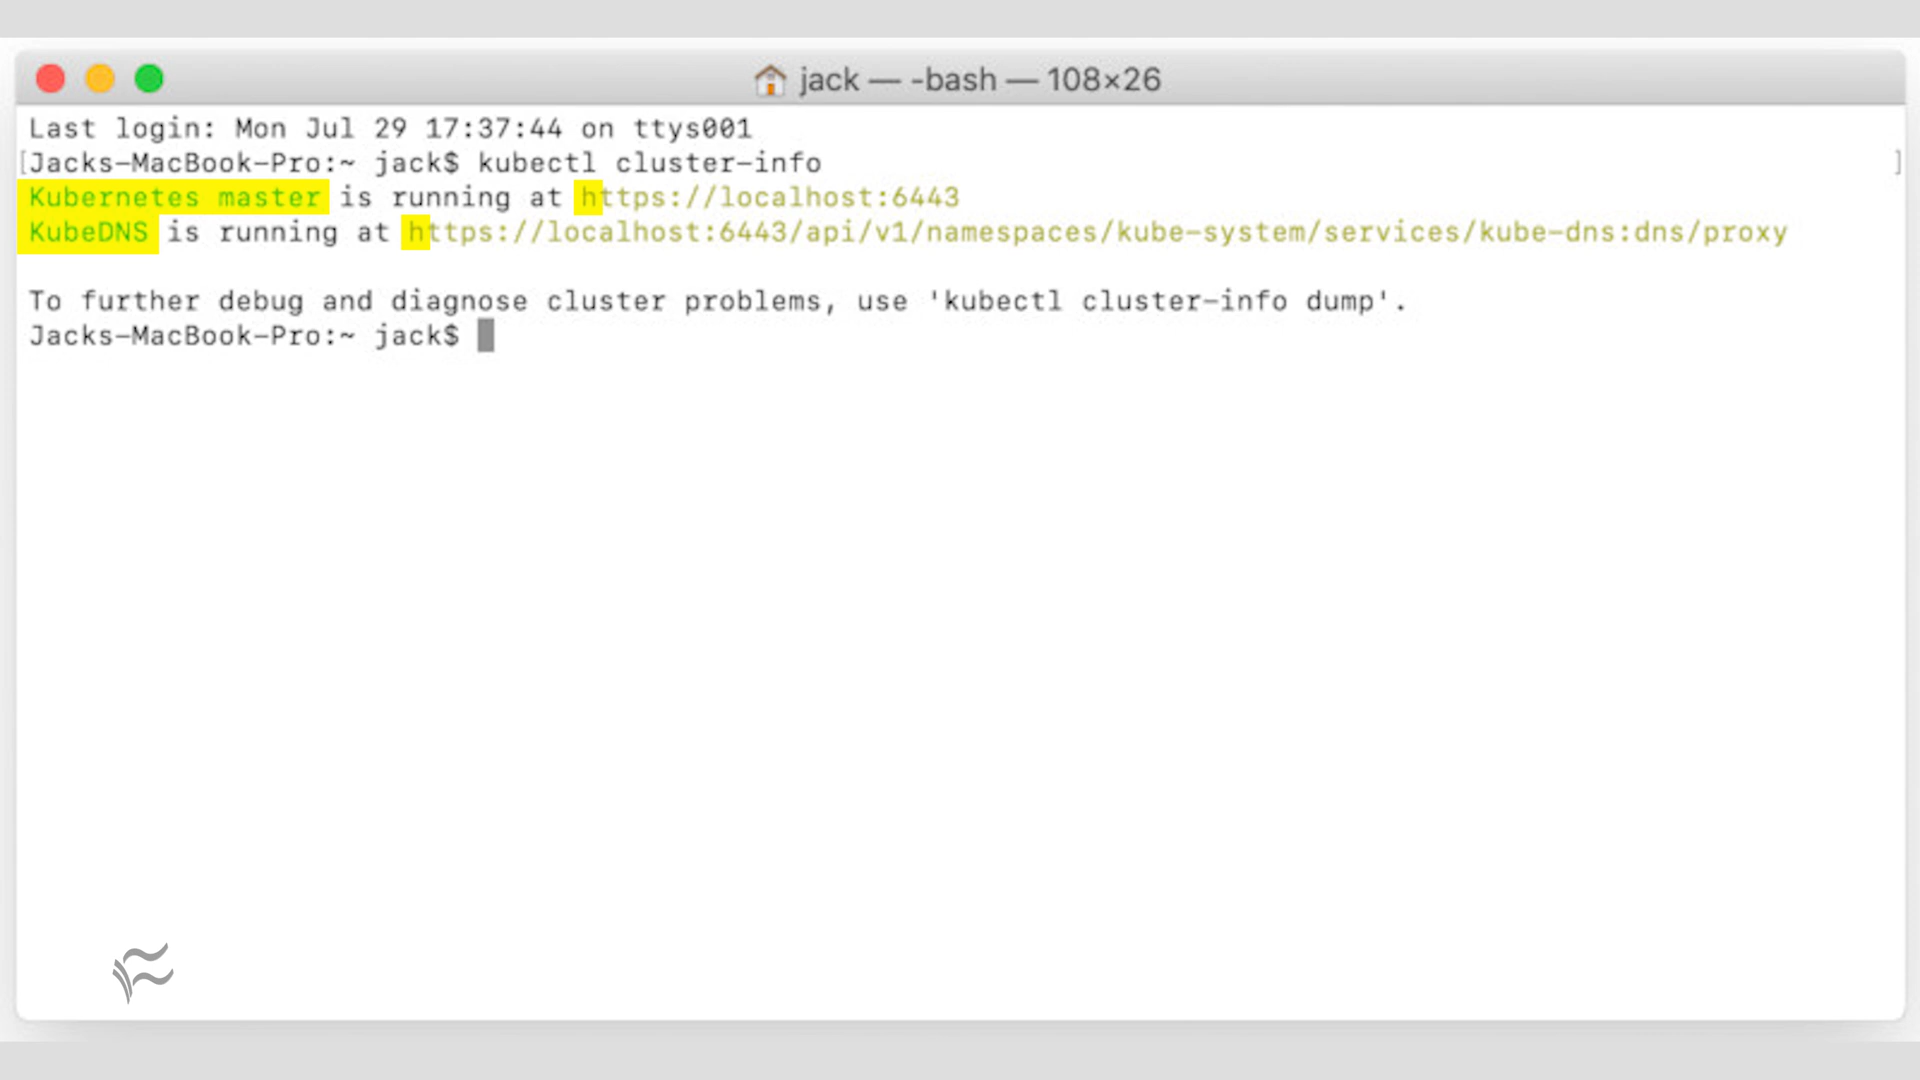 jack — -bash — 108×26
Last login: Mon Jul 29 17:37:44 on ttys001
[Jacks-MacBook-Pro:~ jack$ kubectl cluster-info ]
Kubernetes master is running at https://localhost:6443
KubeDNS is running at https://localhost:6443/api/v1/namespaces/kube-system/services/kube-dns:dns/proxy
To further debug and diagnose cluster problems, use 'kubectl cluster-info dump'.
Jacks-MacBook-Pro:~ jack$